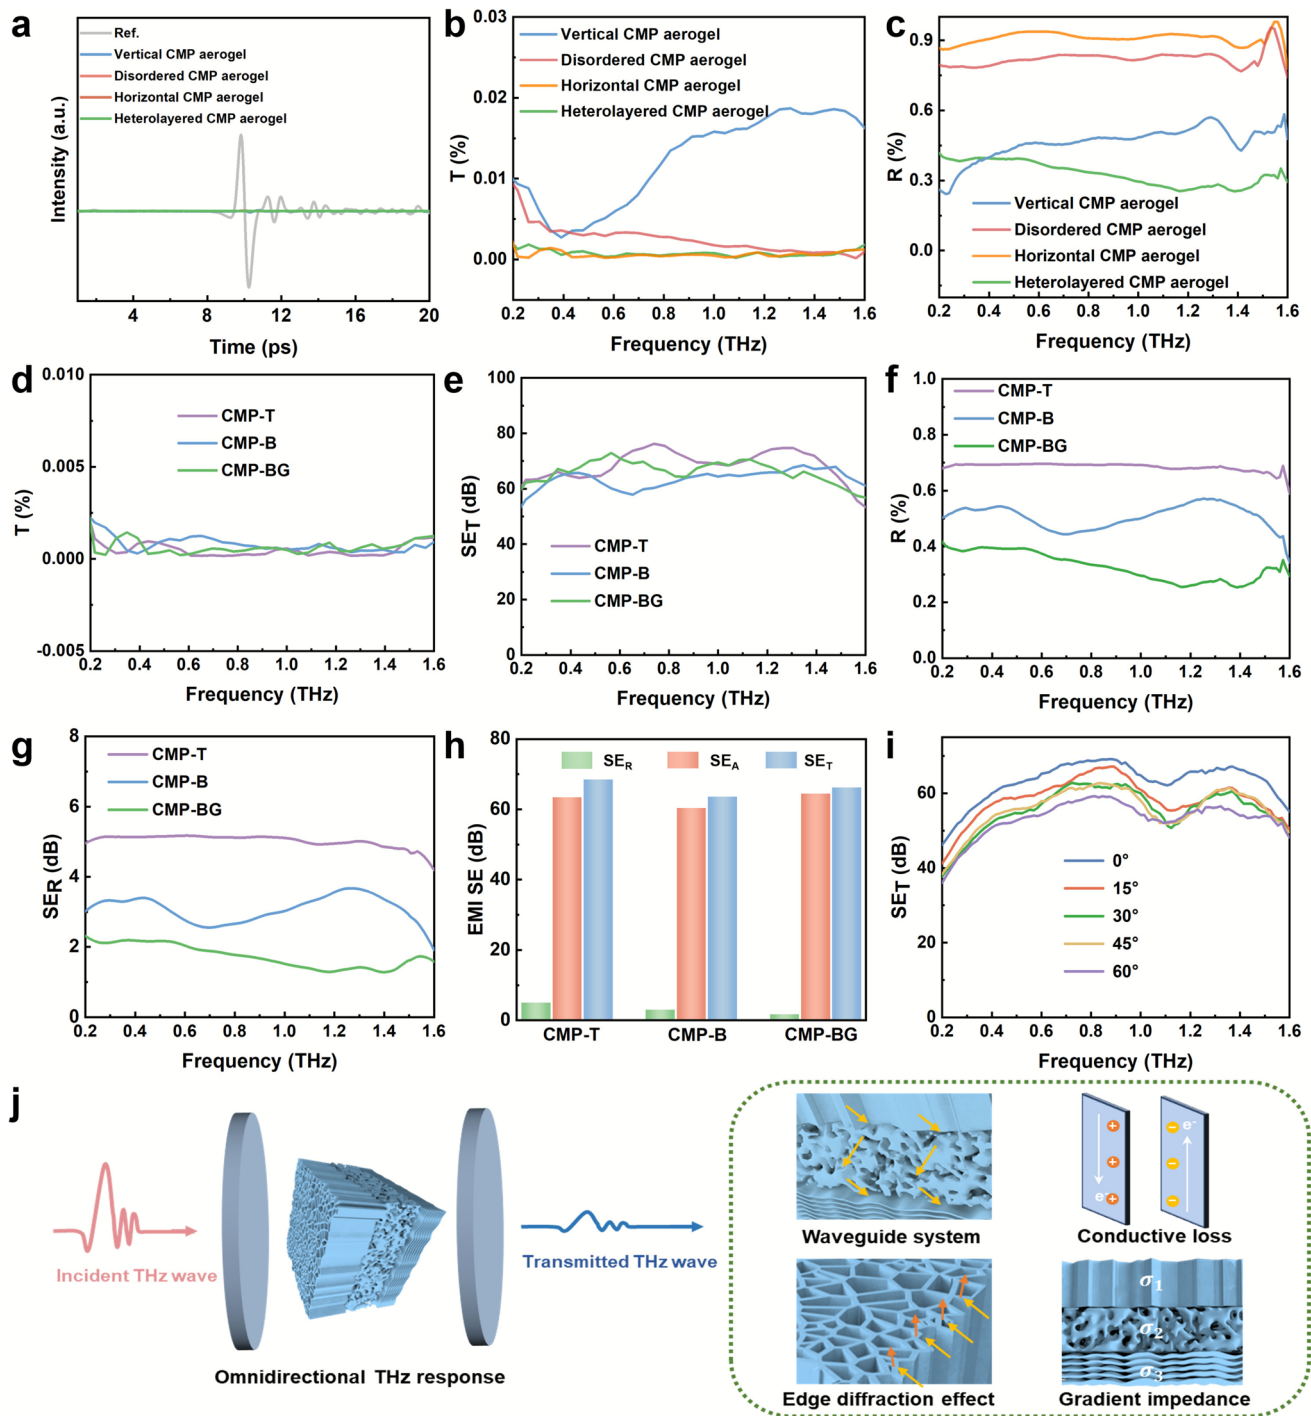 a
Ref.
Vertical CMP aerogel
Disordered CMP aerogel
Horizontal CMP aerogel
Heterolayered CMP aerogel
Intensity (a.u.)
4
8
12
16
20
Time (ps)
b
0.03
0.02
0.01
0.00
T (%)
Vertical CMP aerogel
Disordered CMP aerogel
Horizontal CMP aerogel
Heterolayered CMP aerogel
0.2 0.4 0.6 0.8 1.0 1.2 1.4 1.6
Frequency (THz)
c
0.9
0.6
0.3
0.0
R (%)
Vertical CMP aerogel
Disordered CMP aerogel
Horizontal CMP aerogel
Heterolayered CMP aerogel
0.2 0.4 0.6 0.8 1.0 1.2 1.4 1.6
Frequency (THz)
d
0.010
0.005
0.000
-0.005
T (%)
CMP-T
CMP-B
CMP-BG
0.2 0.4 0.6 0.8 1.0 1.2 1.4 1.6
Frequency (THz)
e
100
80
60
40
20
0
SET (dB)
CMP-T
CMP-B
CMP-BG
0.2 0.4 0.6 0.8 1.0 1.2 1.4 1.6
Frequency (THz)
f
1.0
0.8
0.6
0.4
0.2
0.0
R (%)
CMP-T
CMP-B
CMP-BG
0.2 0.4 0.6 0.8 1.0 1.2 1.4 1.6
Frequency (THz)
g
8
6
4
2
0
SER (dB)
CMP-T
CMP-B
CMP-BG
0.2 0.4 0.6 0.8 1.0 1.2 1.4 1.6
Frequency (THz)
h
80
60
40
20
0
EMI SE (dB)
SER SEA SET
CMP-T CMP-B CMP-BG
i
60
40
20
0
SET (dB)
0°
15°
30°
45°
60°
0.2 0.4 0.6 0.8 1.0 1.2 1.4 1.6
Frequency (THz)
j
Incident THz wave
Transmitted THz wave
Omnidirectional THz response
Waveguide system
+ + +
e⁻
− − −
e⁻
Conductive loss
Edge diffraction effect
σ1
σ2
σ3
Gradient impedance